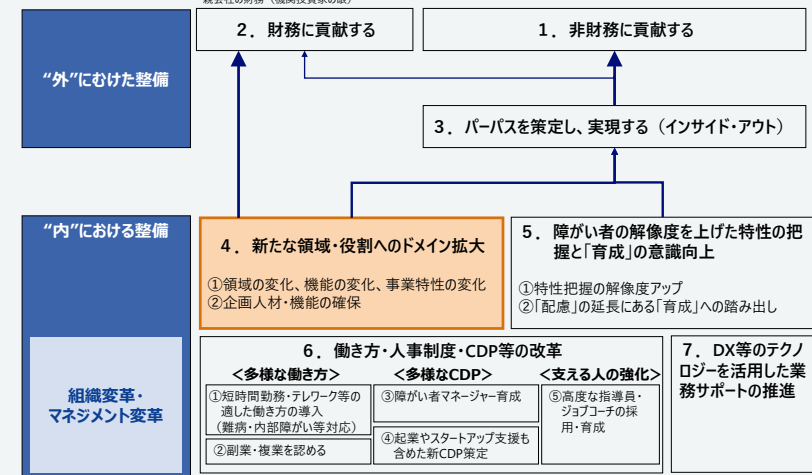 親会社の財務（機関投資家の眼）
2．財務に貢献する
1．非財務に貢献する
“外”にむけた整備
3．パーパスを策定し、実現する（インサイド・アウト）
“内”における整備
4．新たな領域・役割へのドメイン拡大
①領域の変化、機能の変化、事業特性の変化
②企画人材・機能の確保
5．障がい者の解像度を上げた特性の把
握と「育成」の意識向上
①特性把握の解像度アップ
②「配慮」の延長にある「育成」への踏み出し
組織変革・
マネジメント変革
6．働き方・人事制度・CDP等の改革
＜多様な働き方＞
①短時間勤務・テレワーク等の
適した働き方の導入
（難病・内部障がい等対応）
②副業・複業を認める
＜多様なCDP＞
③障がい者マネージャー育成
④起業やスタートアップ支援も
含めた新CDP策定
＜支える人の強化＞
⑤高度な指導員・
ジョブコーチの採
用・育成
7．DX等のテクノ
ロジーを活用した業
務サポートの推進